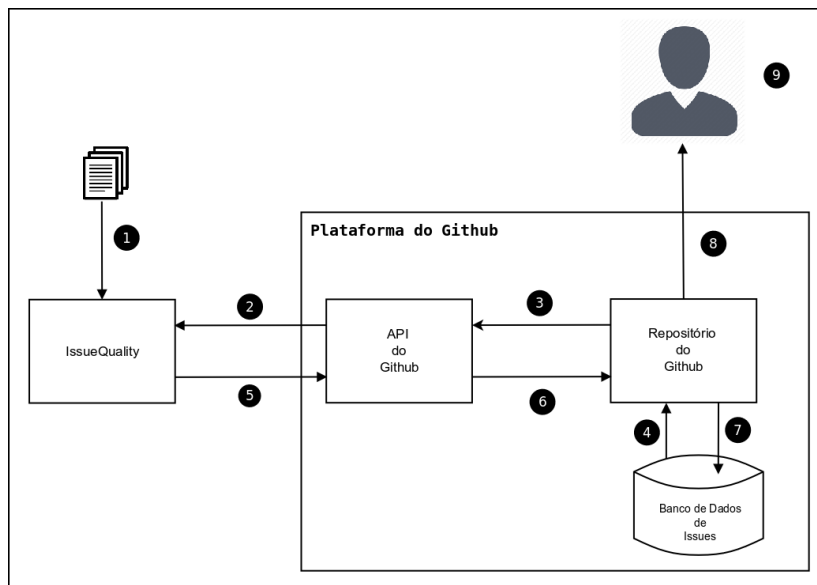 9
1
Plataforma do Github
8
2
3
IssueQuality
API
do
Github
Repositório
do
Github
5
6
4
7
Banco de Dados
de
Issues